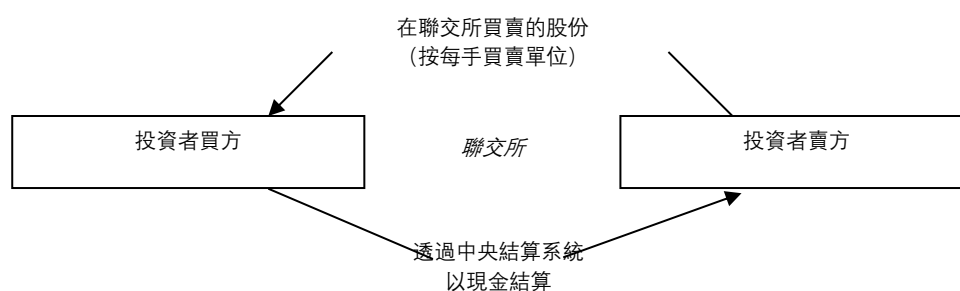 在聯交所買賣的股份
（按每手買賣單位）
投資者買方
聯交所
投資者賣方
透過中央結算系統
以現金結算